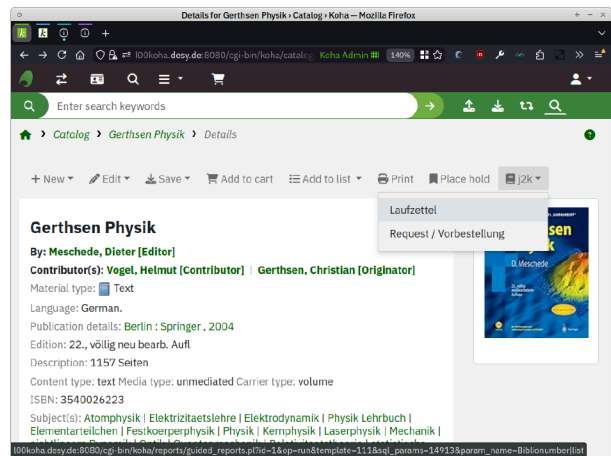 Details for Gerthsen Physik › Catalog › Koha — Mozilla Firefox
l00koha.desy.de:8080/cgi-bin/koha/catalog Koha Admin 140%
Enter search keywords
Catalog Gerthsen Physik Details
+ New Edit Save Add to cart Add to list Print Place hold j2k
Laufzettel
Request / Vorbestellung
Gerthsen Physik
By: Meschede, Dieter [Editor]
Contributor(s): Vogel, Helmut [Contributor] | Gerthsen, Christian [Originator]
Material type: Text
Language: German.
Publication details: Berlin : Springer , 2004
Edition: 22., völlig neu bearb. Aufl
Description: 1157 Seiten
Content type: text Media type: unmediated Carrier type: volume
ISBN: 3540026223
Subject(s): Atomphysik | Elektrizitaetslehre | Elektrodynamik | Physik Lehrbuch |
Elementarteilchen | Festkoerperphysik | Physik | Kernphysik | Laserphysik | Mechanik |
D. Meschede
Springer
l00koha.desy.de:8080/cgi-bin/koha/reports/guided_reports.pl?id=1&op=run&template=111&sql_params=14913&param_name=Biblionumber|list